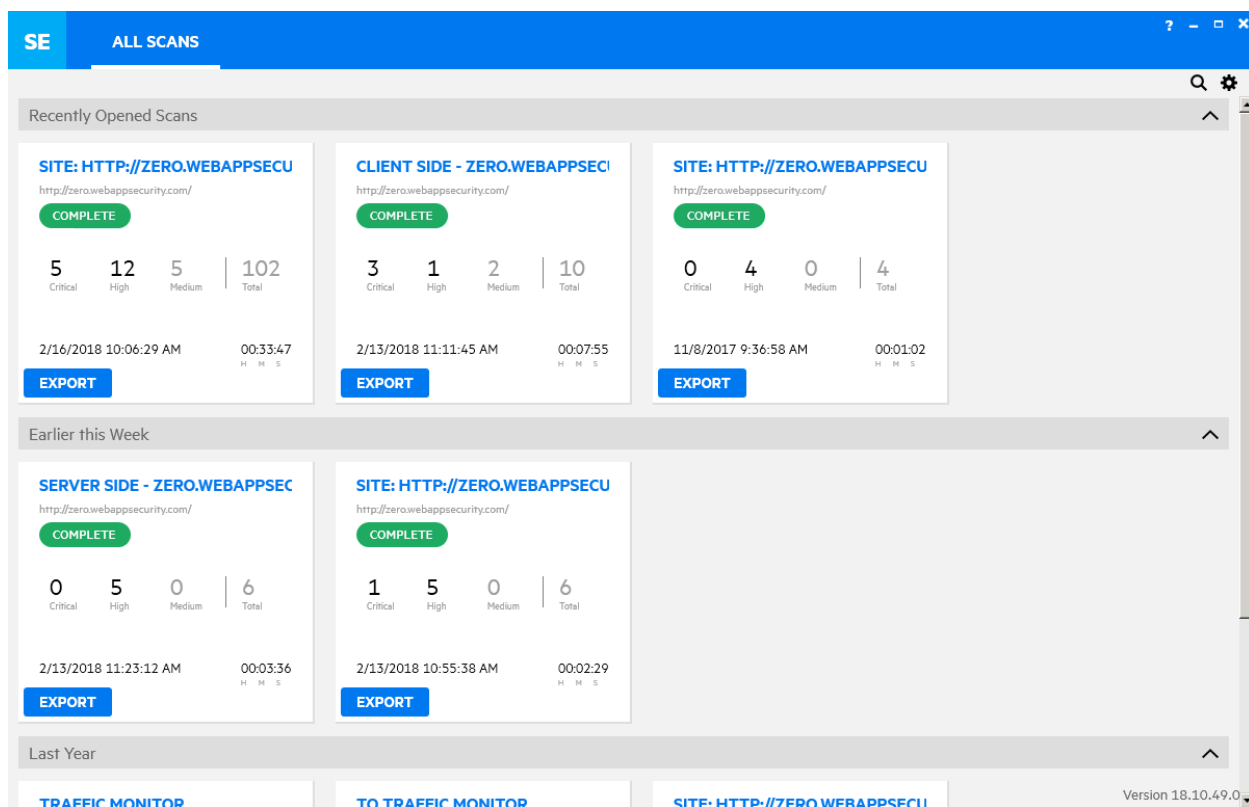 SE ALL SCANS ?
Recently Opened Scans
SITE: HTTP://ZERO.WEBAPPSECU CLIENT SIDE - ZERO.WEBAPPSEC SITE: HTTP://ZERO.WEBAPPSECU
http://zero.webappsecurity.com/ http://zero.webappsecurity.com/ http://zero.webappsecurity.com/
COMPLETE COMPLETE COMPLETE
5 12 5 102 3 1 2 10 0 4 0 4
Critical High Medium Total Critical High Medium Total Critical High Medium Total
2/16/2018 10:06:29 AM 00:33:47 2/13/2018 11:11:45 AM 00:07:55 11/8/2017 9:36:58 AM 00:01:02
H M S H M S H M S
EXPORT EXPORT EXPORT
Earlier this Week
SERVER SIDE - ZERO.WEBAPPSEC SITE: HTTP://ZERO.WEBAPPSECU
http://zero.webappsecurity.com/ http://zero.webappsecurity.com/
COMPLETE COMPLETE
0 5 0 6 1 5 0 6
Critical High Medium Total Critical High Medium Total
2/13/2018 11:23:12 AM 00:03:36 2/13/2018 10:55:38 AM 00:02:29
H M S H M S
EXPORT EXPORT
Last Year
TRAFFIC MONITOR TO TRAFFIC MONITOR SITE: HTTP://ZERO.WEBAPPSECU
Version 18.10.49.0